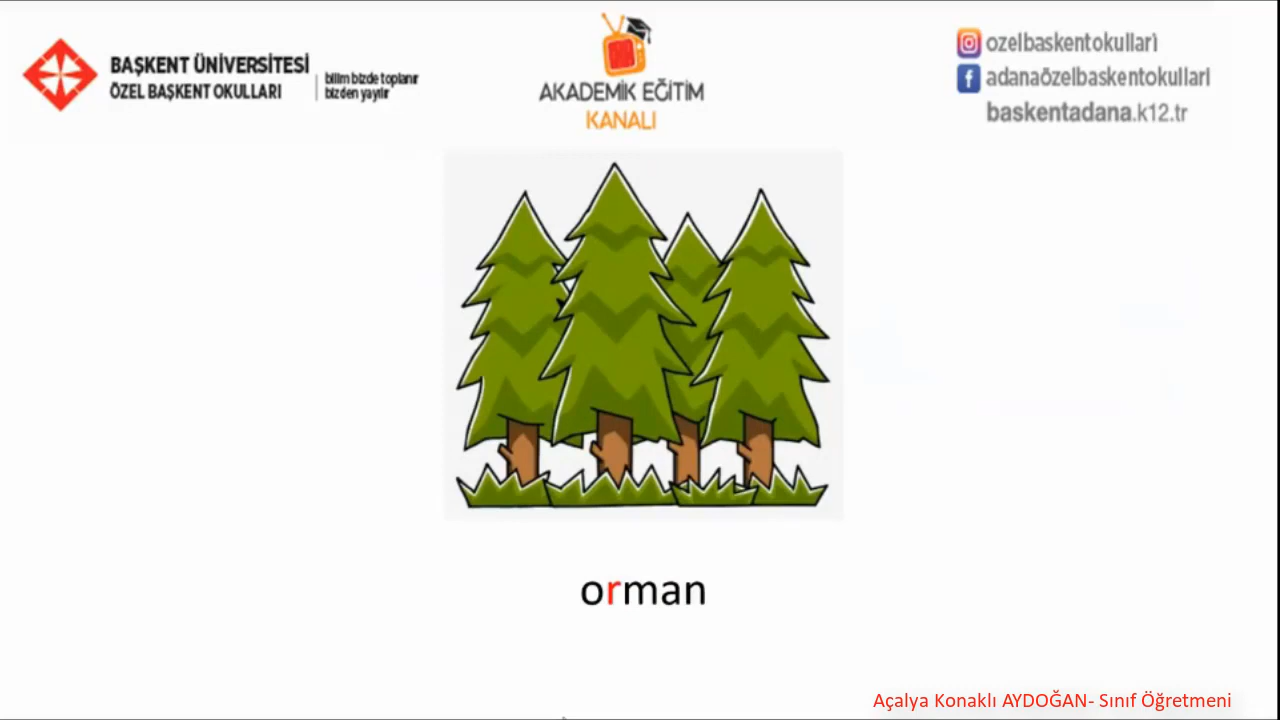 BAŞKENT ÜNİVERSİTESİ
ÖZEL BAŞKENT OKULLARI
bilim bizde toplanır
bizden yayılır
AKADEMİK EĞİTİM
KANALI
ozelbaskentokullari
adanaözelbaskentokullarI
baskentadana.k12.tr
orman
Açalya Konaklı AYDOĞAN- Sınıf Öğretmeni